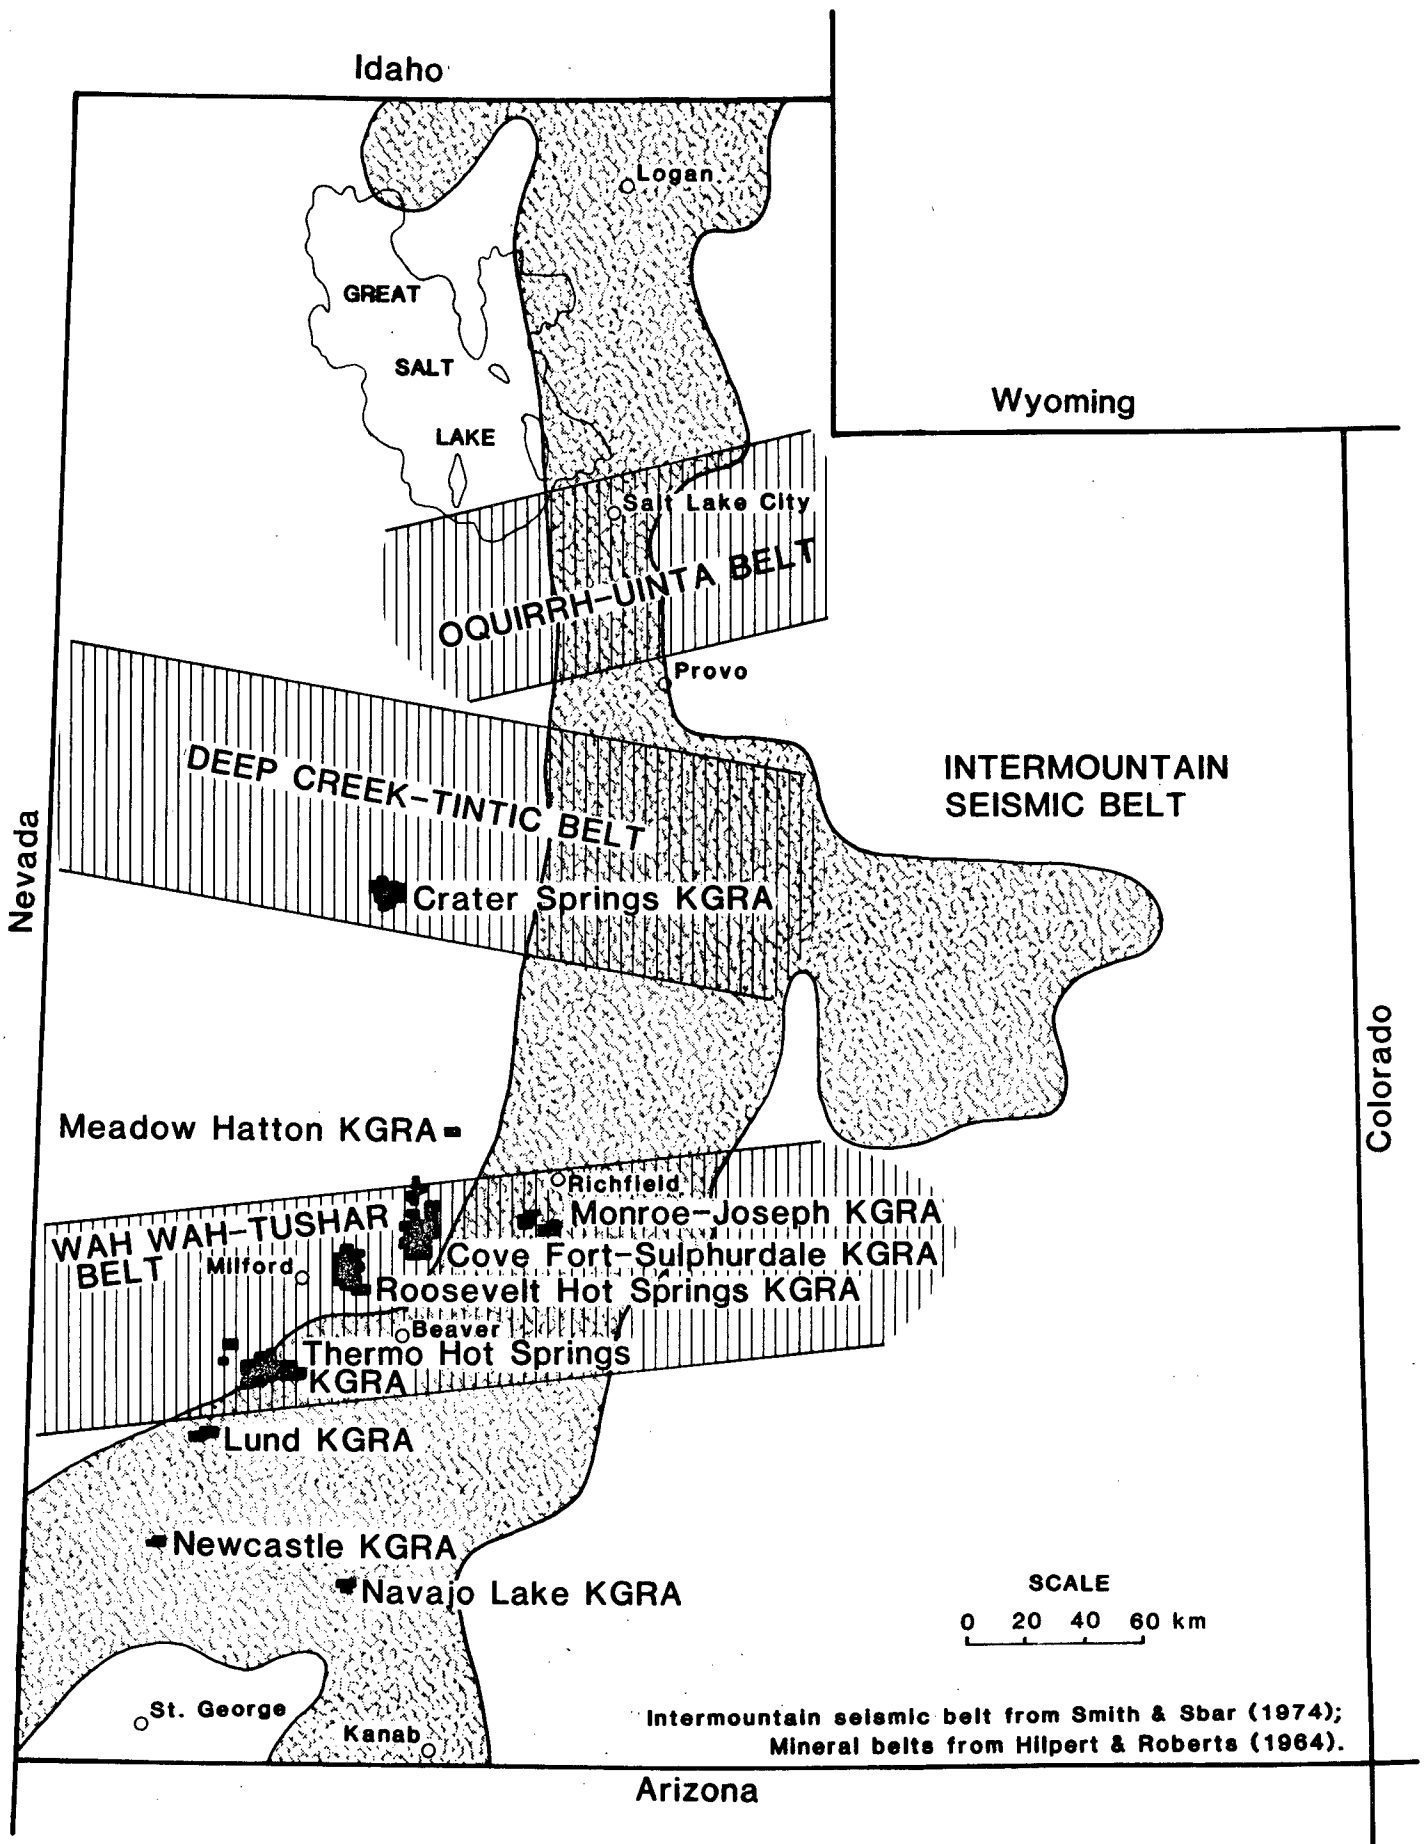 Idaho
Logan
GREAT
SALT
LAKE
Wyoming
Salt Lake City
OQUIRRH-UINTA BELT
Provo
DEEP CREEK-TINTIC BELT
INTERMOUNTAIN
SEISMIC BELT
Nevada
Crater Springs KGRA
Colorado
Meadow Hatton KGRA
Richfield
WAH WAH-TUSHAR
BELT
Monroe-Joseph KGRA
Cove Fort-Sulphurdale KGRA
Milford
Roosevelt Hot Springs KGRA
Beaver
Thermo Hot Springs
KGRA
Lund KGRA
Newcastle KGRA
Navajo Lake KGRA
SCALE
0 20 40 60 km
St. George
Kanab
Intermountain seismic belt from Smith & Sbar (1974);
Mineral belts from Hilpert & Roberts (1964).
Arizona